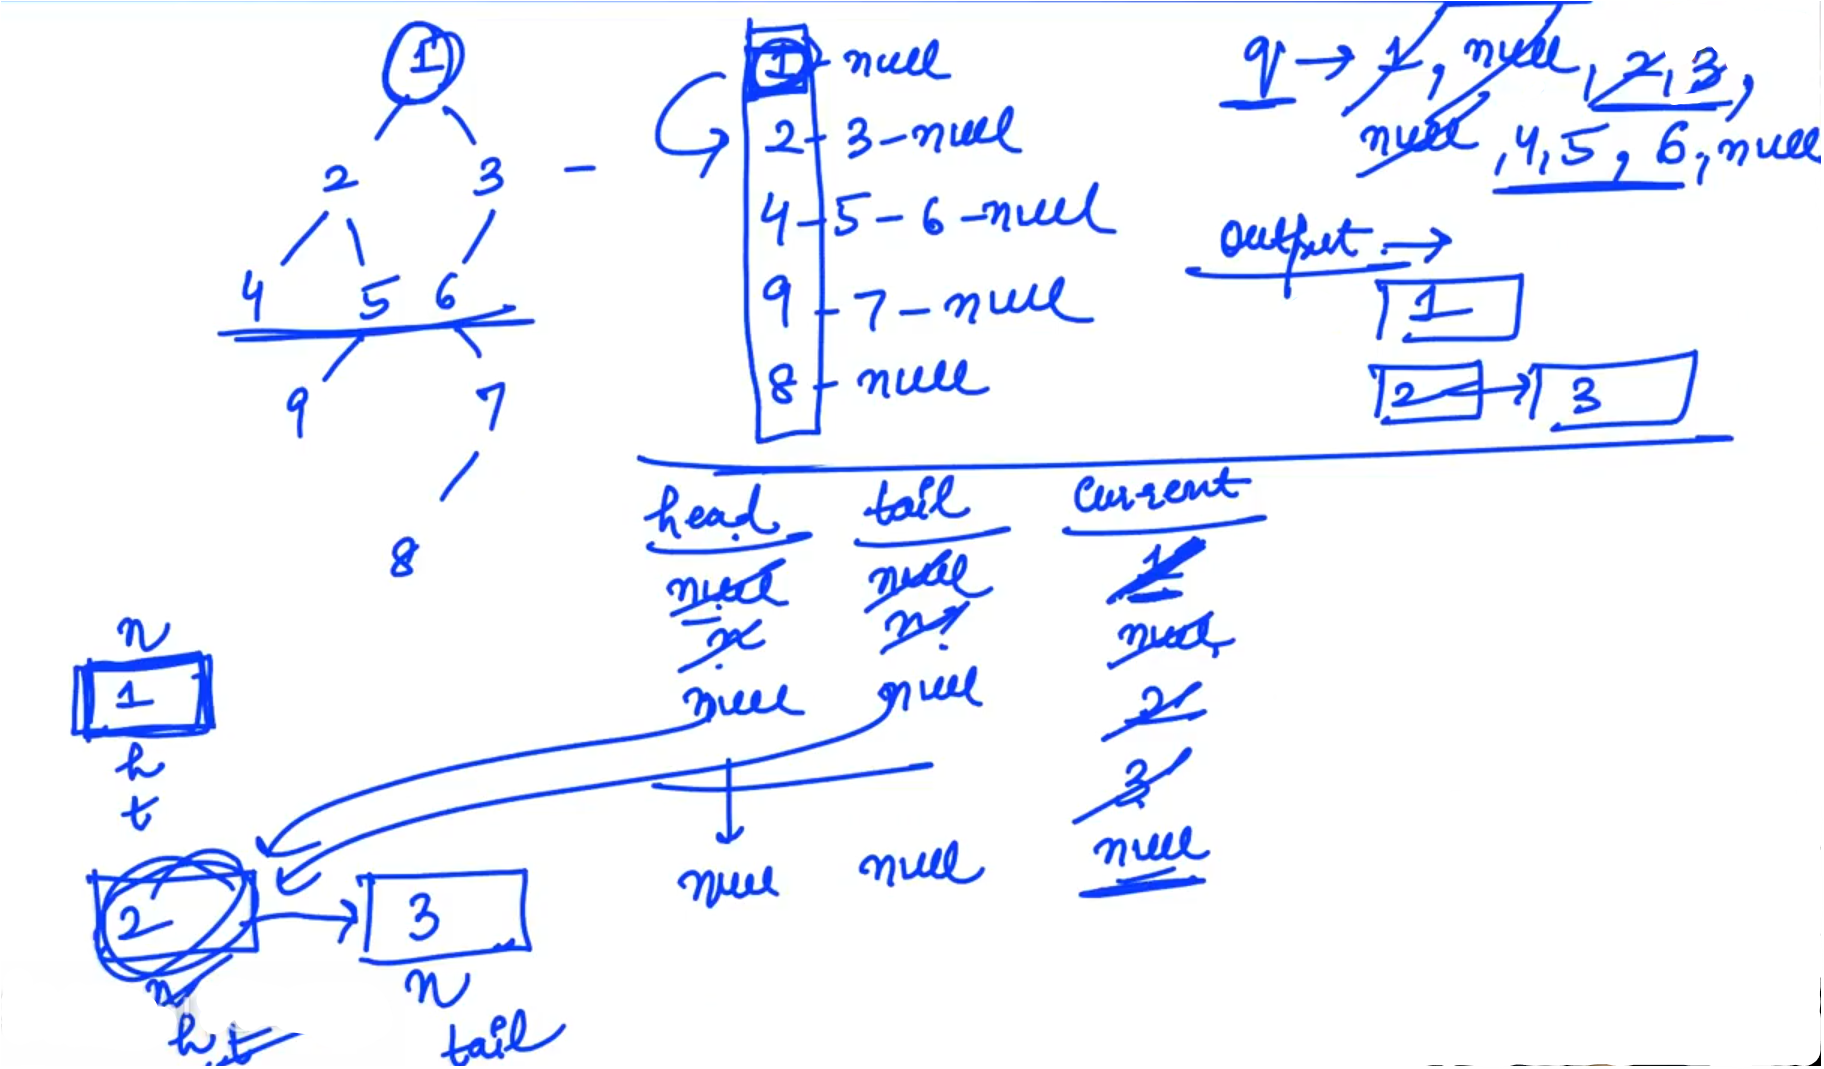 1
2 3 -
4 5 6
9 7
8
1 - null
2 - 3 - null
4 - 5 - 6 - null
9 - 7 - null
8 - null
q → 1, null, 2, 3,
null, 4, 5, 6, null
output →
1
2 → 3
head tail current
null null 1
n n null
null null 2
3
null null null
n
1
h
t
2 → 3
n n
h t tail